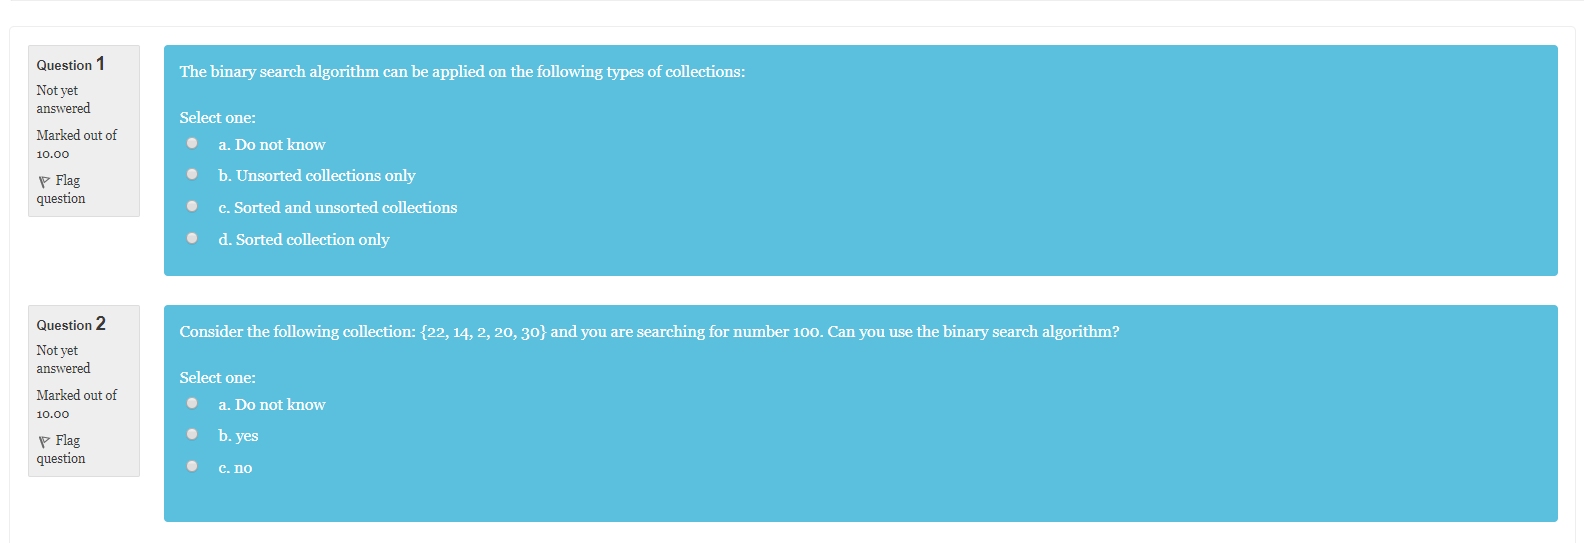 Question 1
Not yet
answered
Marked out of
10.00
Flag
question
The binary search algorithm can be applied on the following types of collections:
Select one:
a. Do not know
b. Unsorted collections only
c. Sorted and unsorted collections
d. Sorted collection only
Question 2
Not yet
answered
Marked out of
10.00
Flag
question
Consider the following collection: {22, 14, 2, 20, 30} and you are searching for number 100. Can you use the binary search algorithm?
Select one:
a. Do not know
b. yes
c. no